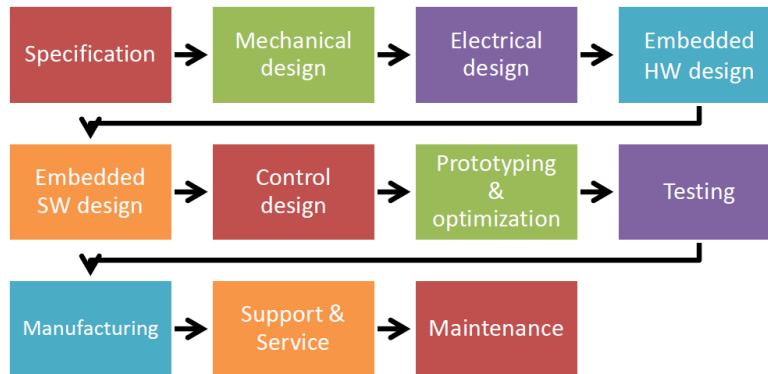 Specification
Mechanical
design
Electrical
design
Embedded
HW design
Embedded
SW design
Control
design
Prototyping
&
optimization
Testing
Manufacturing
Support &
Service
Maintenance